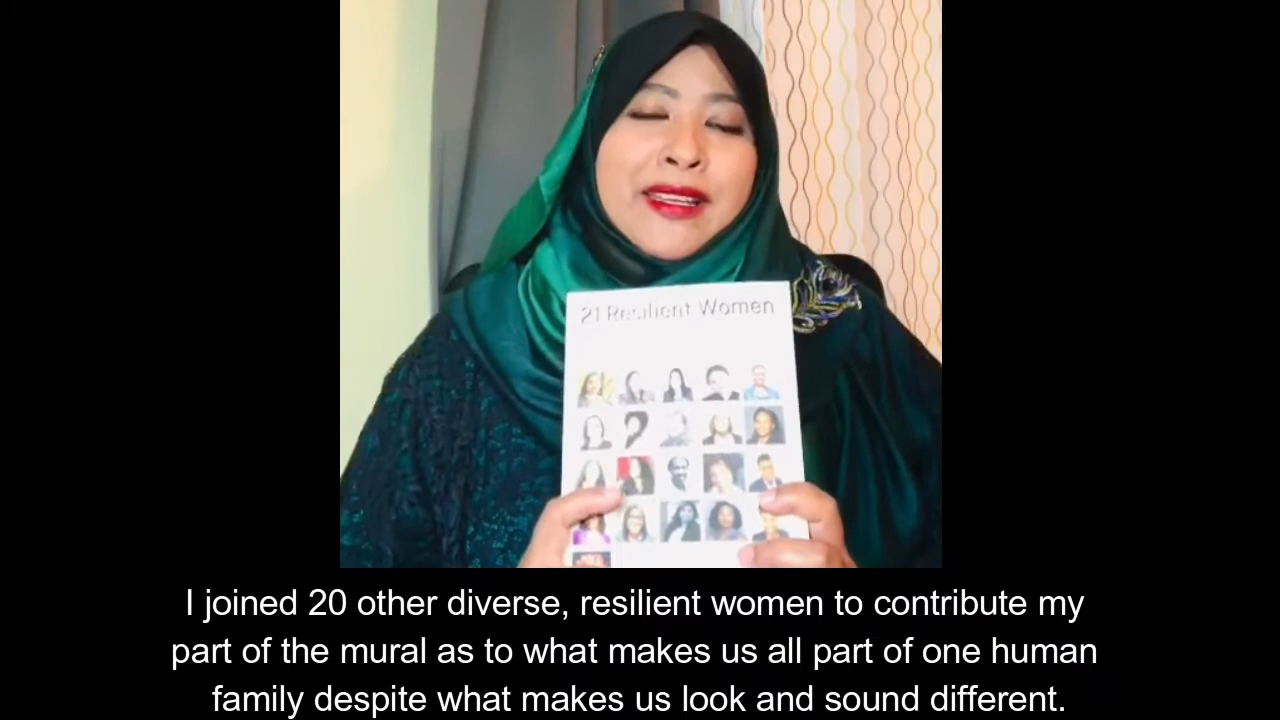 21 Resilient Women
I joined 20 other diverse, resilient women to contribute my
part of the mural as to what makes us all part of one human
family despite what makes us look and sound different.